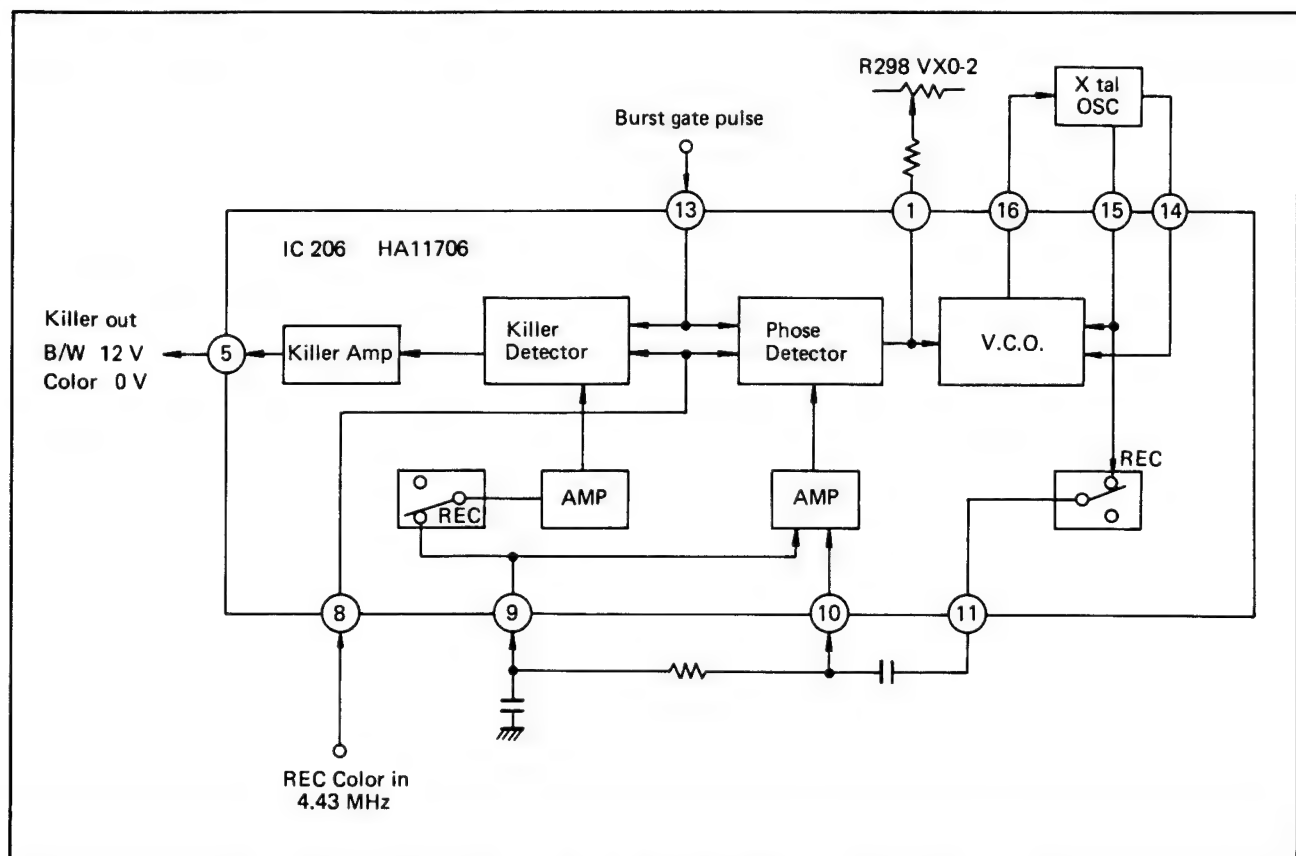 R298 VX0-2
X tal
OSC
Burst gate pulse
13
1
16
15
14
IC 206 HA11706
Killer out
B/W 12 V
Color 0 V
5
Killer Amp
Killer
Detector
Phose
Detector
V.C.O.
REC
AMP
AMP
REC
8
9
10
11
REC Color in
4.43 MHz